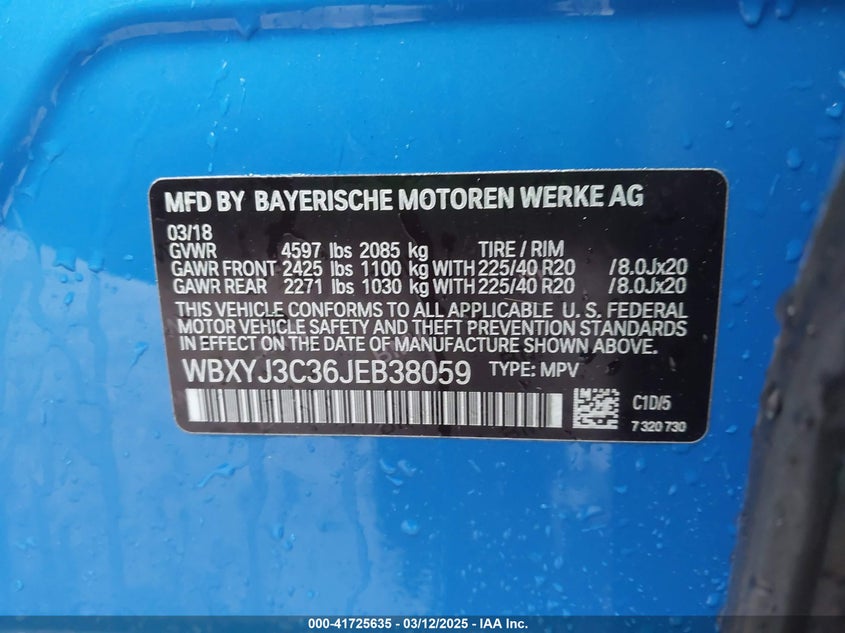 MFD BY BAYERISCHE MOTOREN WERKE AG
03/18
GVWR 4597 lbs 2085 kg TIRE / RIM
GAWR FRONT 2425 lbs 1100 kg WITH 225/40 R20 /8.0Jx20
GAWR REAR 2271 lbs 1030 kg WITH 225/40 R20 /8.0Jx20
THIS VEHICLE CONFORMS TO ALL APPLICABLE U. S. FEDERAL
MOTOR VEHICLE SAFETY AND THEFT PREVENTION STANDARDS
IN EFFECT ON THE DATE OF MANUFACTURE SHOWN ABOVE.
WBXYJ3C36JEB38059 TYPE: MPV
C1D/5
7 320 730
000-41725635 - 03/12/2025 - IAA Inc.